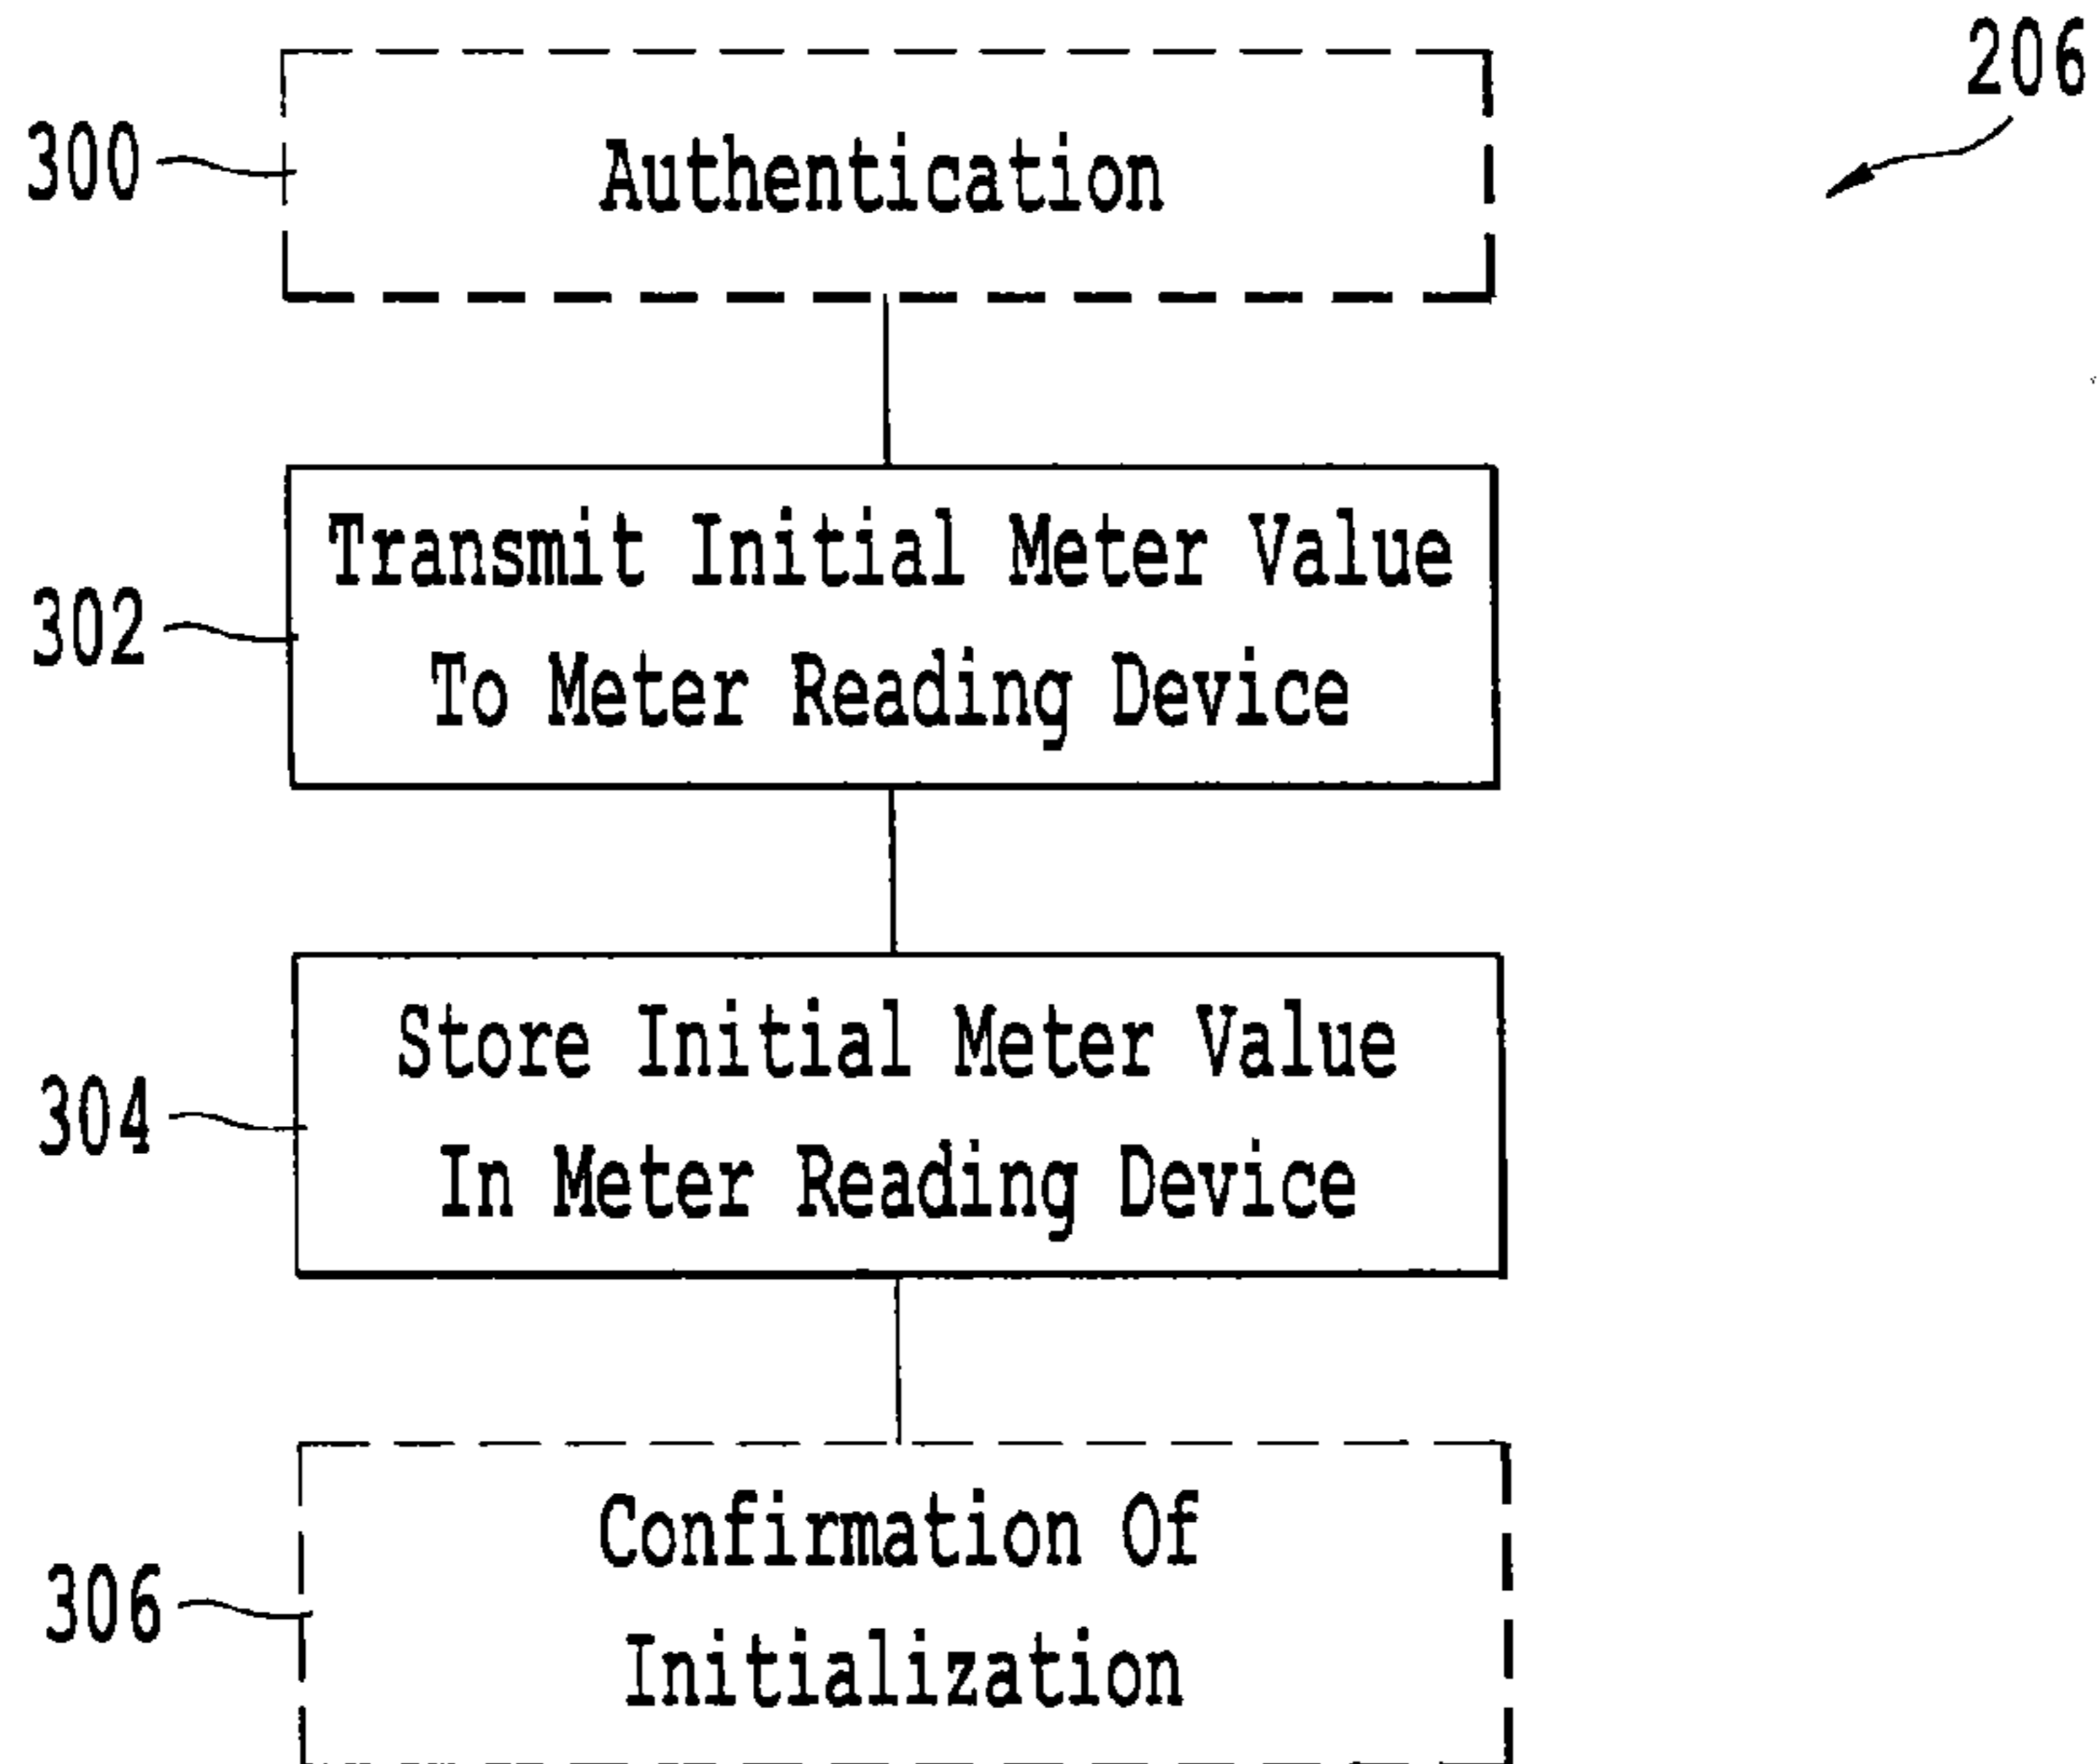 206
300
Authentication
302
Transmit Initial Meter Value
To Meter Reading Device
304
Store Initial Meter Value
In Meter Reading Device
306
Confirmation Of
Initialization